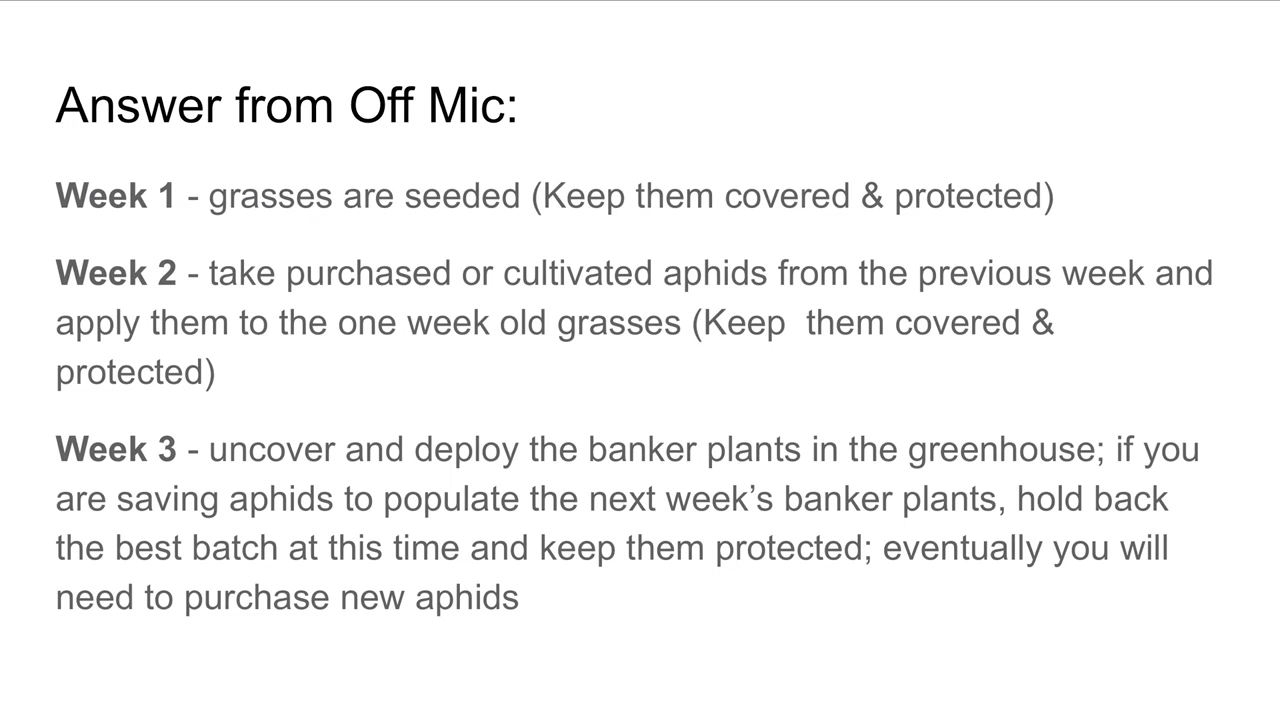 Answer from Off Mic:
Week 1 - grasses are seeded (Keep them covered & protected)
Week 2 - take purchased or cultivated aphids from the previous week and
apply them to the one week old grasses (Keep  them covered &
protected)
Week 3 - uncover and deploy the banker plants in the greenhouse; if you
are saving aphids to populate the next week’s banker plants, hold back
the best batch at this time and keep them protected; eventually you will
need to purchase new aphids